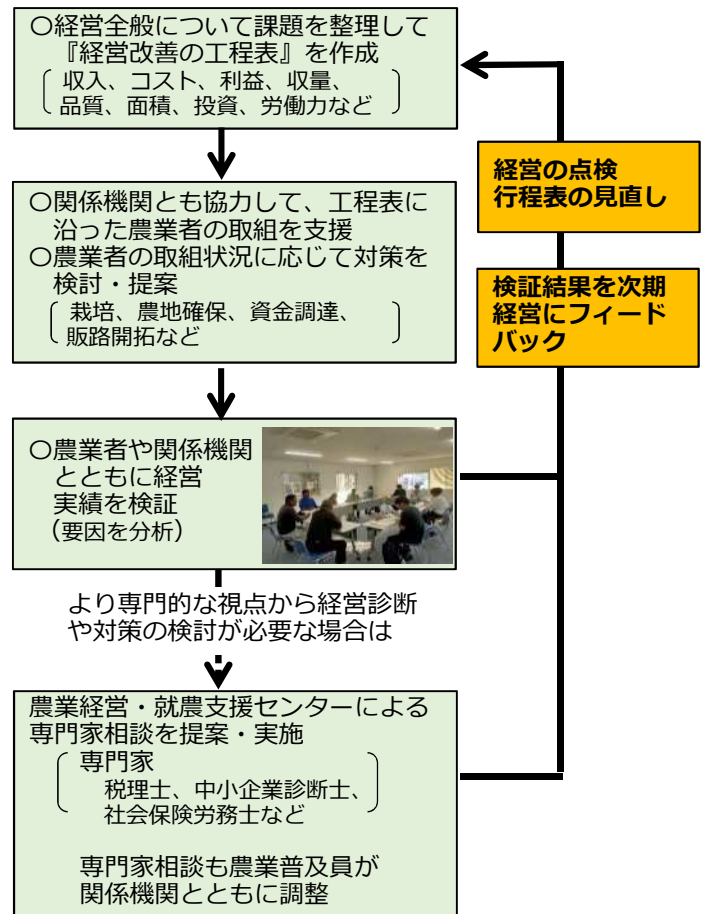 〇経営全般について課題を整理して
『経営改善の工程表』を作成
収入、コスト、利益、収量、
品質、面積、投資、労働力など
〇関係機関とも協力して、工程表に
沿った農業者の取組を支援
〇農業者の取組状況に応じて対策を
検討・提案
栽培、農地確保、資金調達、
販路開拓など
〇農業者や関係機関
とともに経営
実績を検証
（要因を分析）
より専門的な視点から経営診断
や対策の検討が必要な場合は
農業経営・就農支援センターによる
専門家相談を提案・実施
専門家
税理士、中小企業診断士、
社会保険労務士など
専門家相談も農業普及員が
関係機関とともに調整
経営の点検
行程表の見直し
検証結果を次期
経営にフィード
バック